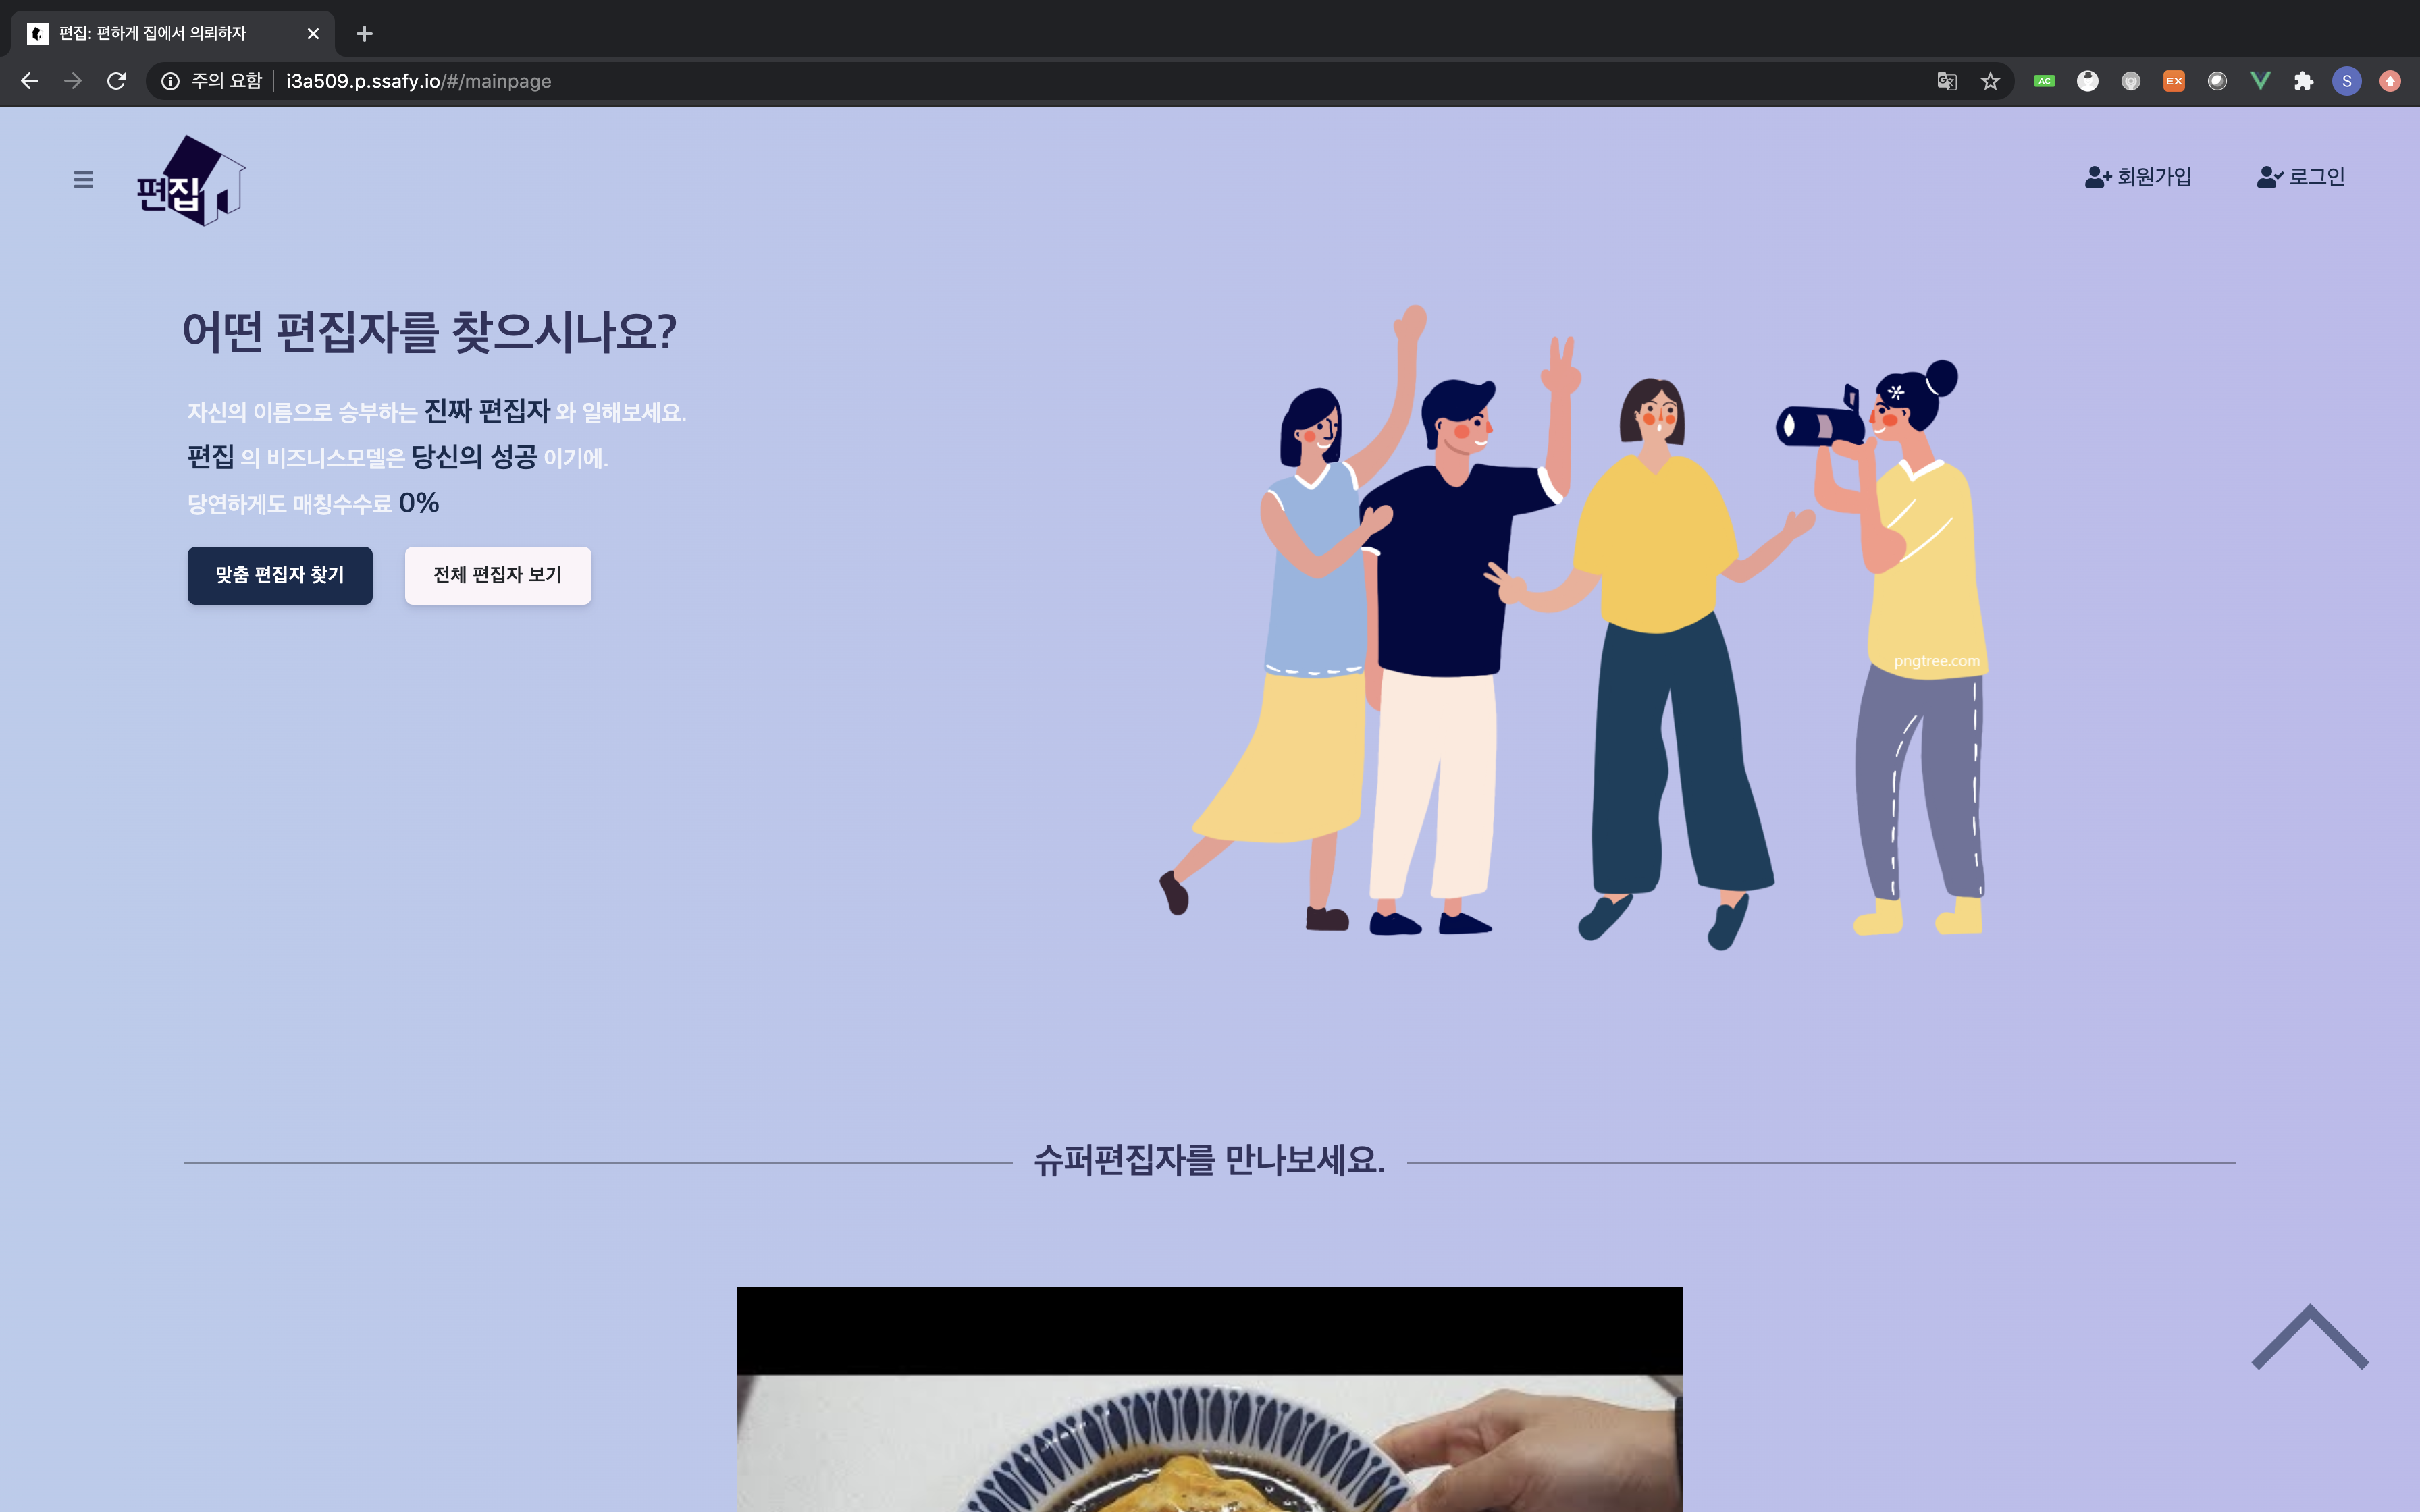 편집: 편하게 집에서 의뢰하자
주의 요함 i3a509.p.ssafy.io/#/mainpage
AC
EX
S
편집
회원가입
로그인
어떤 편집자를 찾으시나요?
자신의 이름으로 승부하는 진짜 편집자 와 일해보세요.
편집 의 비즈니스모델은 당신의 성공 이기에.
당연하게도 매칭수수료 0%
맞춤 편집자 찾기
전체 편집자 보기
pngtree.com
슈퍼편집자를 만나보세요.